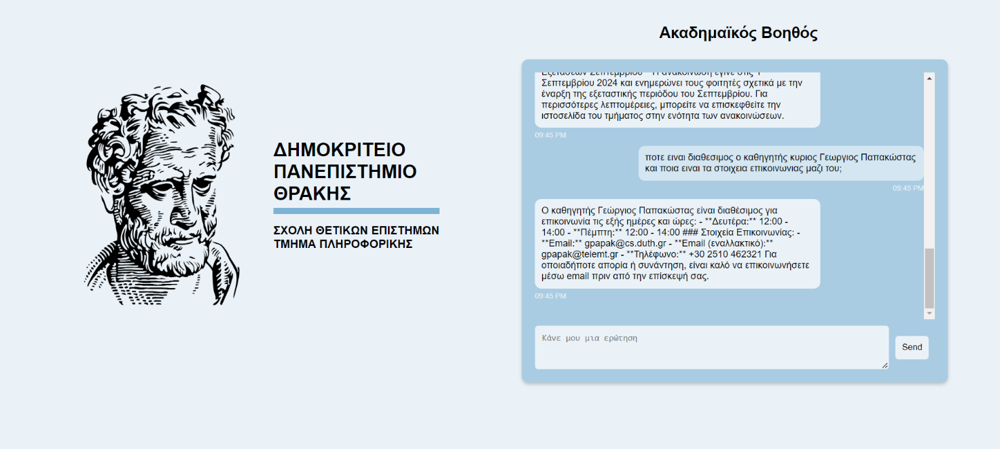 ΔΗΜΟΚΡΙΤΕΙΟ
ΠΑΝΕΠΙΣΤΗΜΙΟ
ΘΡΑΚΗΣ
ΣΧΟΛΗ ΘΕΤΙΚΩΝ ΕΠΙΣΤΗΜΩΝ
ΤΜΗΜΑ ΠΛΗΡΟΦΟΡΙΚΗΣ
Ακαδημαϊκός Βοηθός
Εξετάσεων Σεπτεμβρίου - Η ανακοίνωση έγινε στις 1
Σεπτεμβρίου 2024 και ενημερώνει τους φοιτητές σχετικά με την
έναρξη της εξεταστικής περιόδου του Σεπτεμβρίου. Για
περισσότερες λεπτομέρειες, μπορείτε να επισκεφθείτε την
ιστοσελίδα του τμήματος στην ενότητα των ανακοινώσεων.
09:45 PM
ποτε ειναι διαθεσιμος ο καθηγητής κυριος Γεωργιος Παπακώστας
και ποια ειναι τα στοιχεια επικοινωνιας μαζι του;
09:45 PM
Ο καθηγητής Γεώργιος Παπακώστας είναι διαθέσιμος για
επικοινωνία τις εξής ημέρες και ώρες: - **Δευτέρα:** 12:00 -
14:00 - **Πέμπτη:** 12:00 - 14:00 ### Στοιχεία Επικοινωνίας: -
**Email:** gpapak@cs.duth.gr - **Email (εναλλακτικό):**
gpapak@teiemt.gr - **Τηλέφωνο:** +30 2510 462321 Για
οποιαδήποτε απορία ή συνάντηση, είναι καλό να επικοινωνήσετε
μέσω email πριν από την επίσκεψή σας.
09:45 PM
Κάνε μου μια ερώτηση
Send